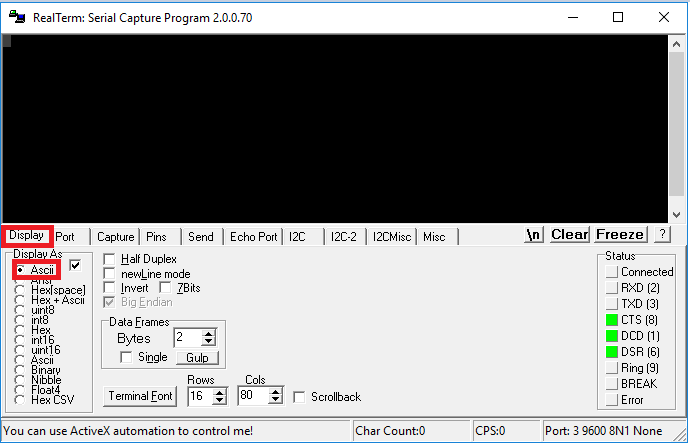 RealTerm: Serial Capture Program 2.0.0.70
Display Port Capture Pins Send Echo Port I2C I2C-2 I2CMisc Misc \n Clear Freeze ?
Display As
Ascii
Ansi
Hex[space]
Hex + Ascii
uint8
int8
Hex
int16
uint16
Ascii
Binary
Nibble
Float4
Hex CSV
Half Duplex
newLine mode
Invert 7Bits
Big Endian
Data Frames
Bytes 2
Single Gulp
Rows Cols
Terminal Font 16 80 Scrollback
Status
Connected
RXD (2)
TXD (3)
CTS (8)
DCD (1)
DSR (6)
Ring (9)
BREAK
Error
You can use ActiveX automation to control me! Char Count:0 CPS:0 Port: 3 9600 8N1 None